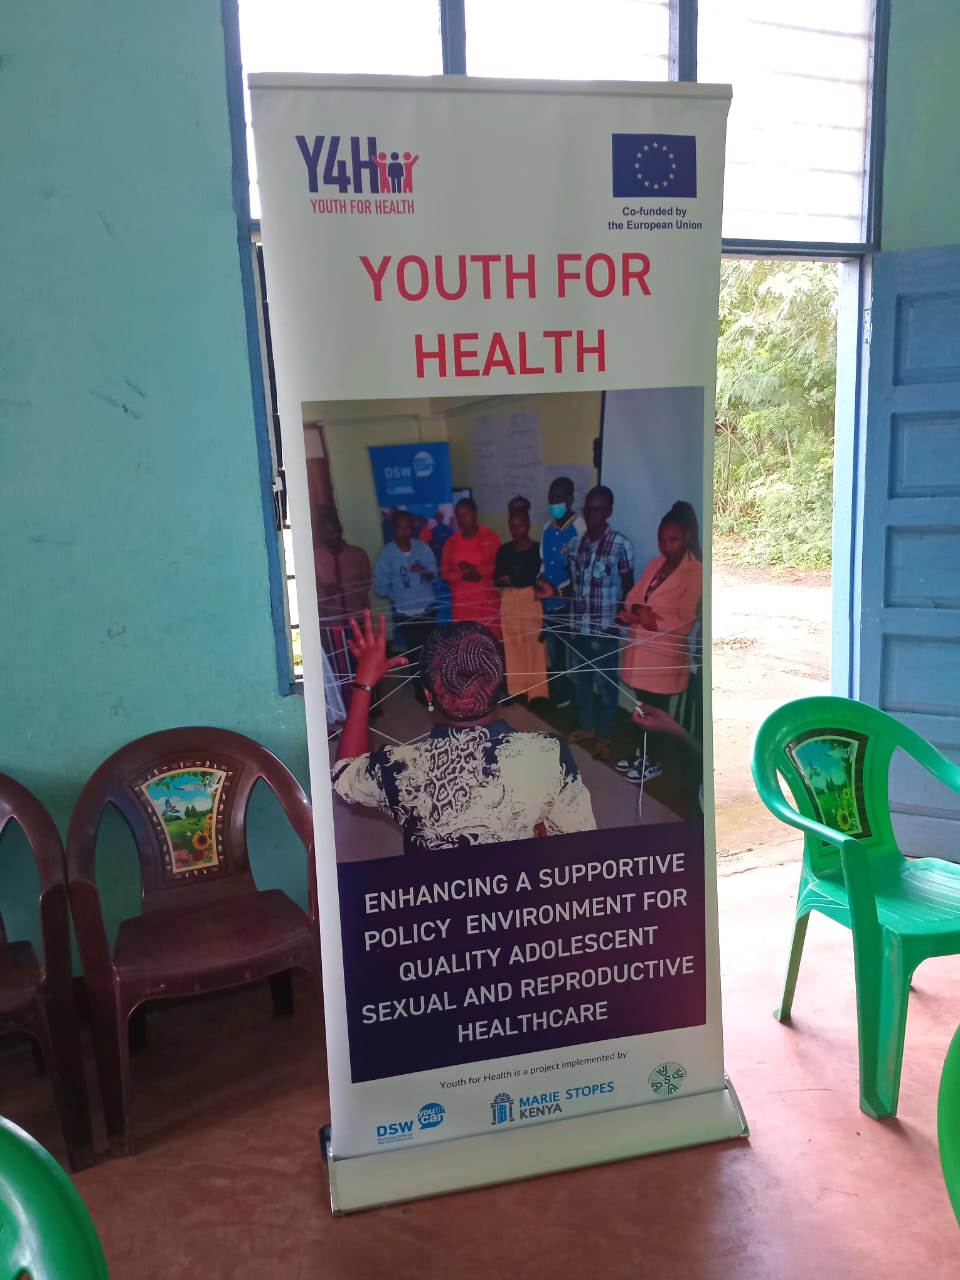 Y4H
YOUTH FOR HEALTH
Co-funded by
the European Union
YOUTH FOR
HEALTH
DSW
ENHANCING A SUPPORTIVE
POLICY ENVIRONMENT FOR
QUALITY ADOLESCENT
SEXUAL AND REPRODUCTIVE
HEALTHCARE
Youth for Health is a project implemented by
DSW
youth
can
MARIE STOPES
KENYA